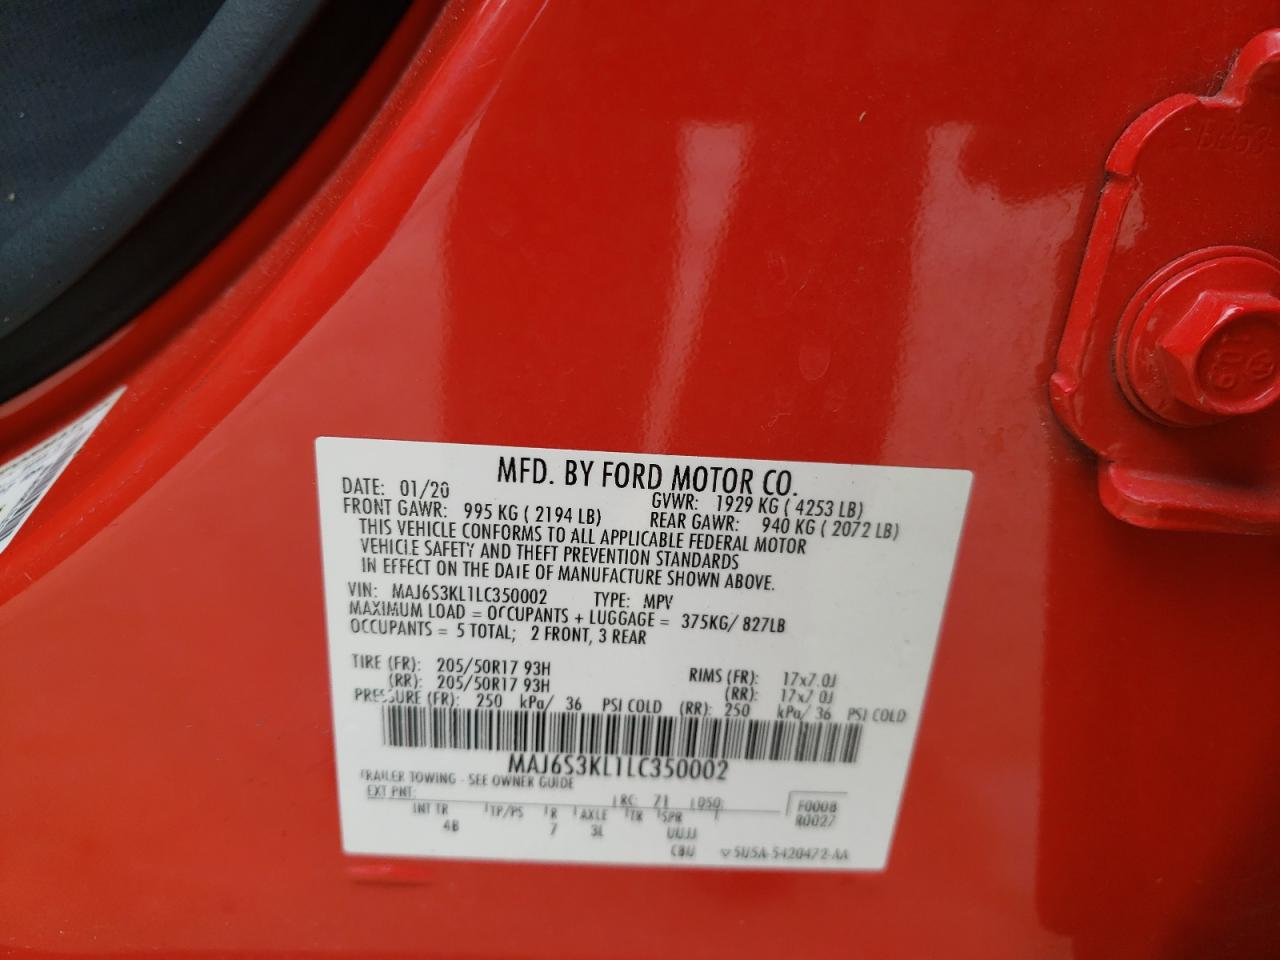 MFD. BY FORD MOTOR CO.
DATE: 01/20 GVWR: 1929 KG ( 4253 LB)
FRONT GAWR: 995 KG ( 2194 LB) REAR GAWR: 940 KG ( 2072 LB)
THIS VEHICLE CONFORMS TO ALL APPLICABLE FEDERAL MOTOR
VEHICLE SAFETY AND THEFT PREVENTION STANDARDS
IN EFFECT ON THE DATE OF MANUFACTURE SHOWN ABOVE.
VIN: MAJ6S3KL1LC350002 TYPE: MPV
MAXIMUM LOAD = OCCUPANTS + LUGGAGE = 375KG/ 827LB
OCCUPANTS = 5 TOTAL; 2 FRONT, 3 REAR
TIRE (FR): 205/50R17 93H RIMS (FR): 17x7.0J
(RR): 205/50R17 93H (RR): 17x7.0J
PRESSURE (FR): 250 kPa/ 36 PSI COLD (RR): 250 kPa/ 36 PSI COLD
MAJ6S3KL1LC350002
TRAILER TOWING - SEE OWNER GUIDE
EXT PNT: RC: 71 DSO: F0008
INT TR TP/PS R AXLE TR SPR R0027
4B 7 3L UUJJ
CBU 5U5A-5420472-AA
109